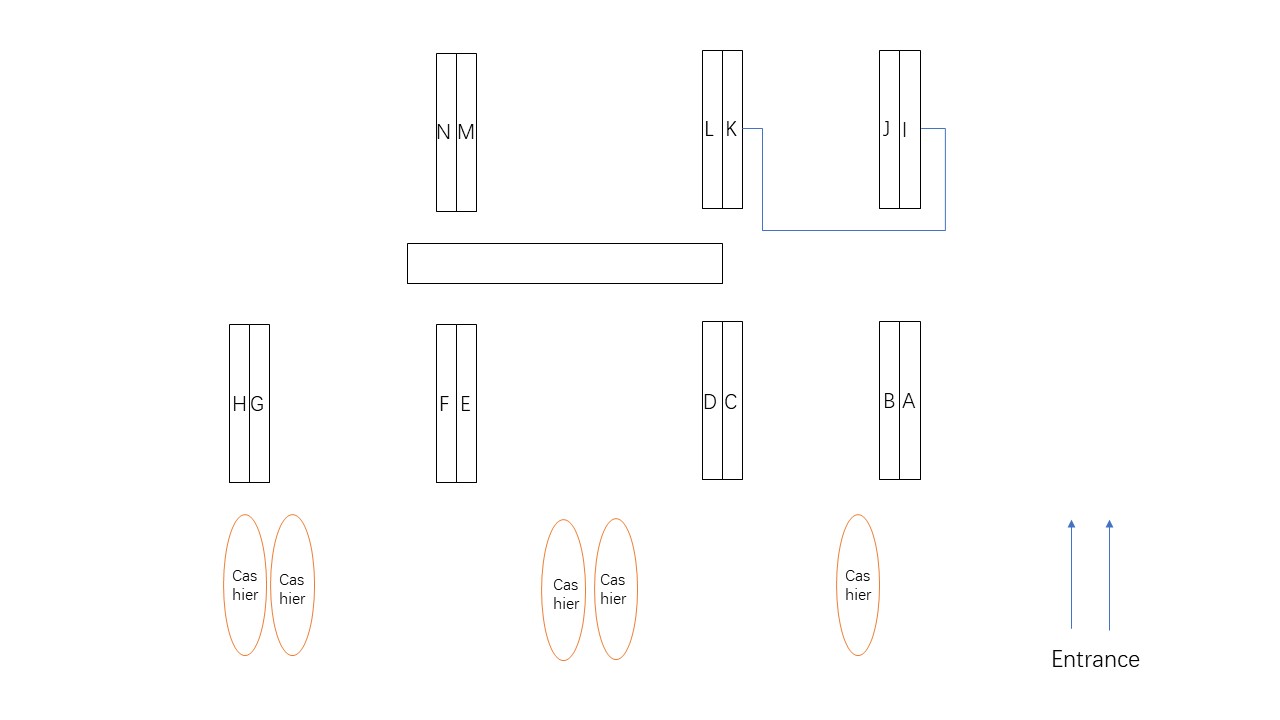 N M
L K
J I
H G
F E
D C
B A
Cas
hier
Cas
hier
Cas
hier
Cas
hier
Cas
hier
Entrance